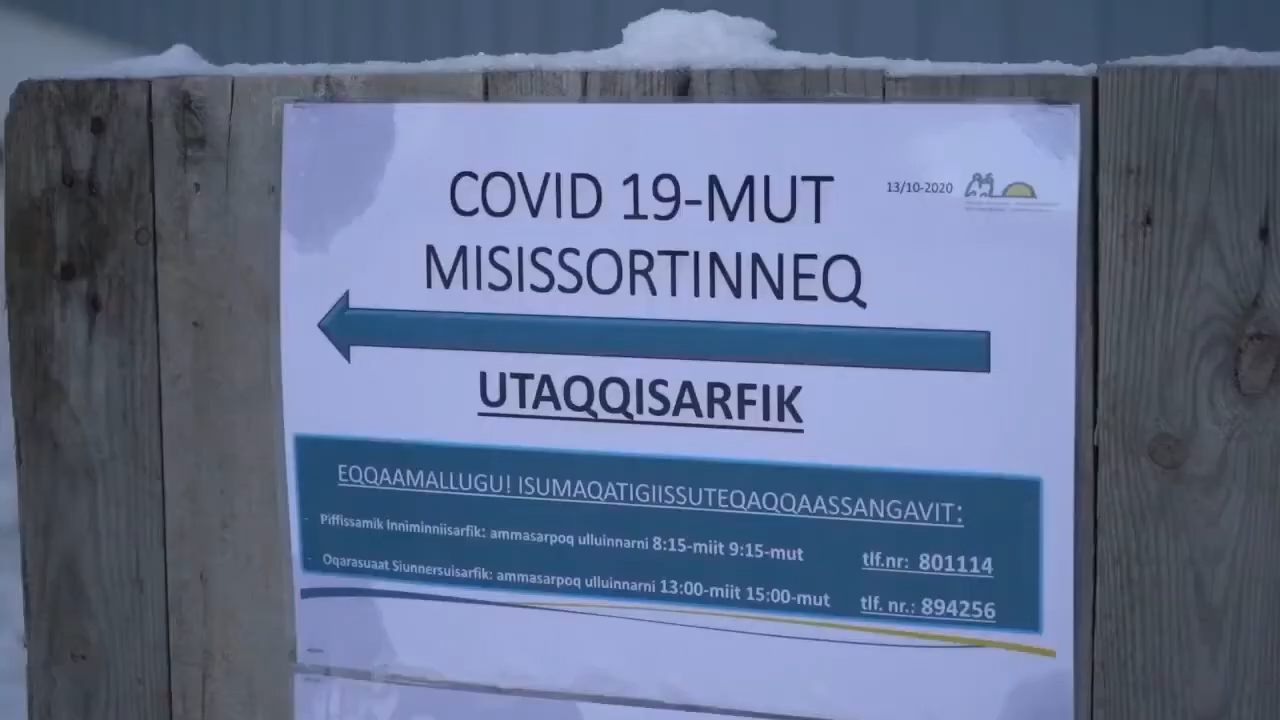 COVID 19-MUT
13/10-2020
MISISSORTINNEQ
UTAQQISARFIK
EQQAAMALLUGU! ISUMAQATIGIISSUTEQAQQAASSANGAVIT:
Piffissamik Inniminniisarfik: ammasarpoq ulluinnarni 8:15-miit 9:15-mut tlf.nr: 801114
Oqarasuaat Siunnersuisarfik: ammasarpoq ulluinnarni 13:00-miit 15:00-mut tlf. nr.: 894256